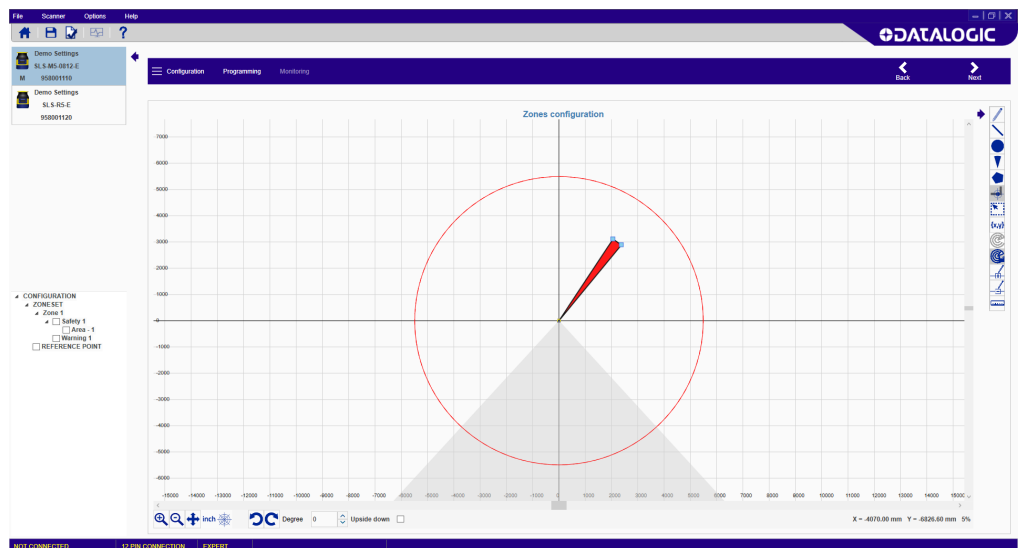 File Scanner Options Help
DATALOGIC
Demo Settings
SLS-M5-0812-E
M 958001110
Demo Settings
SLS-R5-E
958001120
Configuration Programming Monitoring
Back Next
Zones configuration
7000
6000
5000
4000
3000
2000
1000
0
-1000
-2000
-3000
-4000
-5000
-6000
-15000 -14000 -13000 -12000 -11000 -10000 -9000 -8000 -7000 -6000 -5000 -4000 -3000 -2000 -1000 0 1000 2000 3000 4000 5000 6000 7000 8000 9000 10000 11000 12000 13000 14000 15000
{x,y}
CONFIGURATION
ZONESET
Zone 1
Safety 1
Area - 1
Warning 1
REFERENCE POINT
inch Degree 0 Upside down
X = -4070.00 mm Y = -6826.60 mm 5%
NOT CONNECTED 12 PIN CONNECTION EXPERT